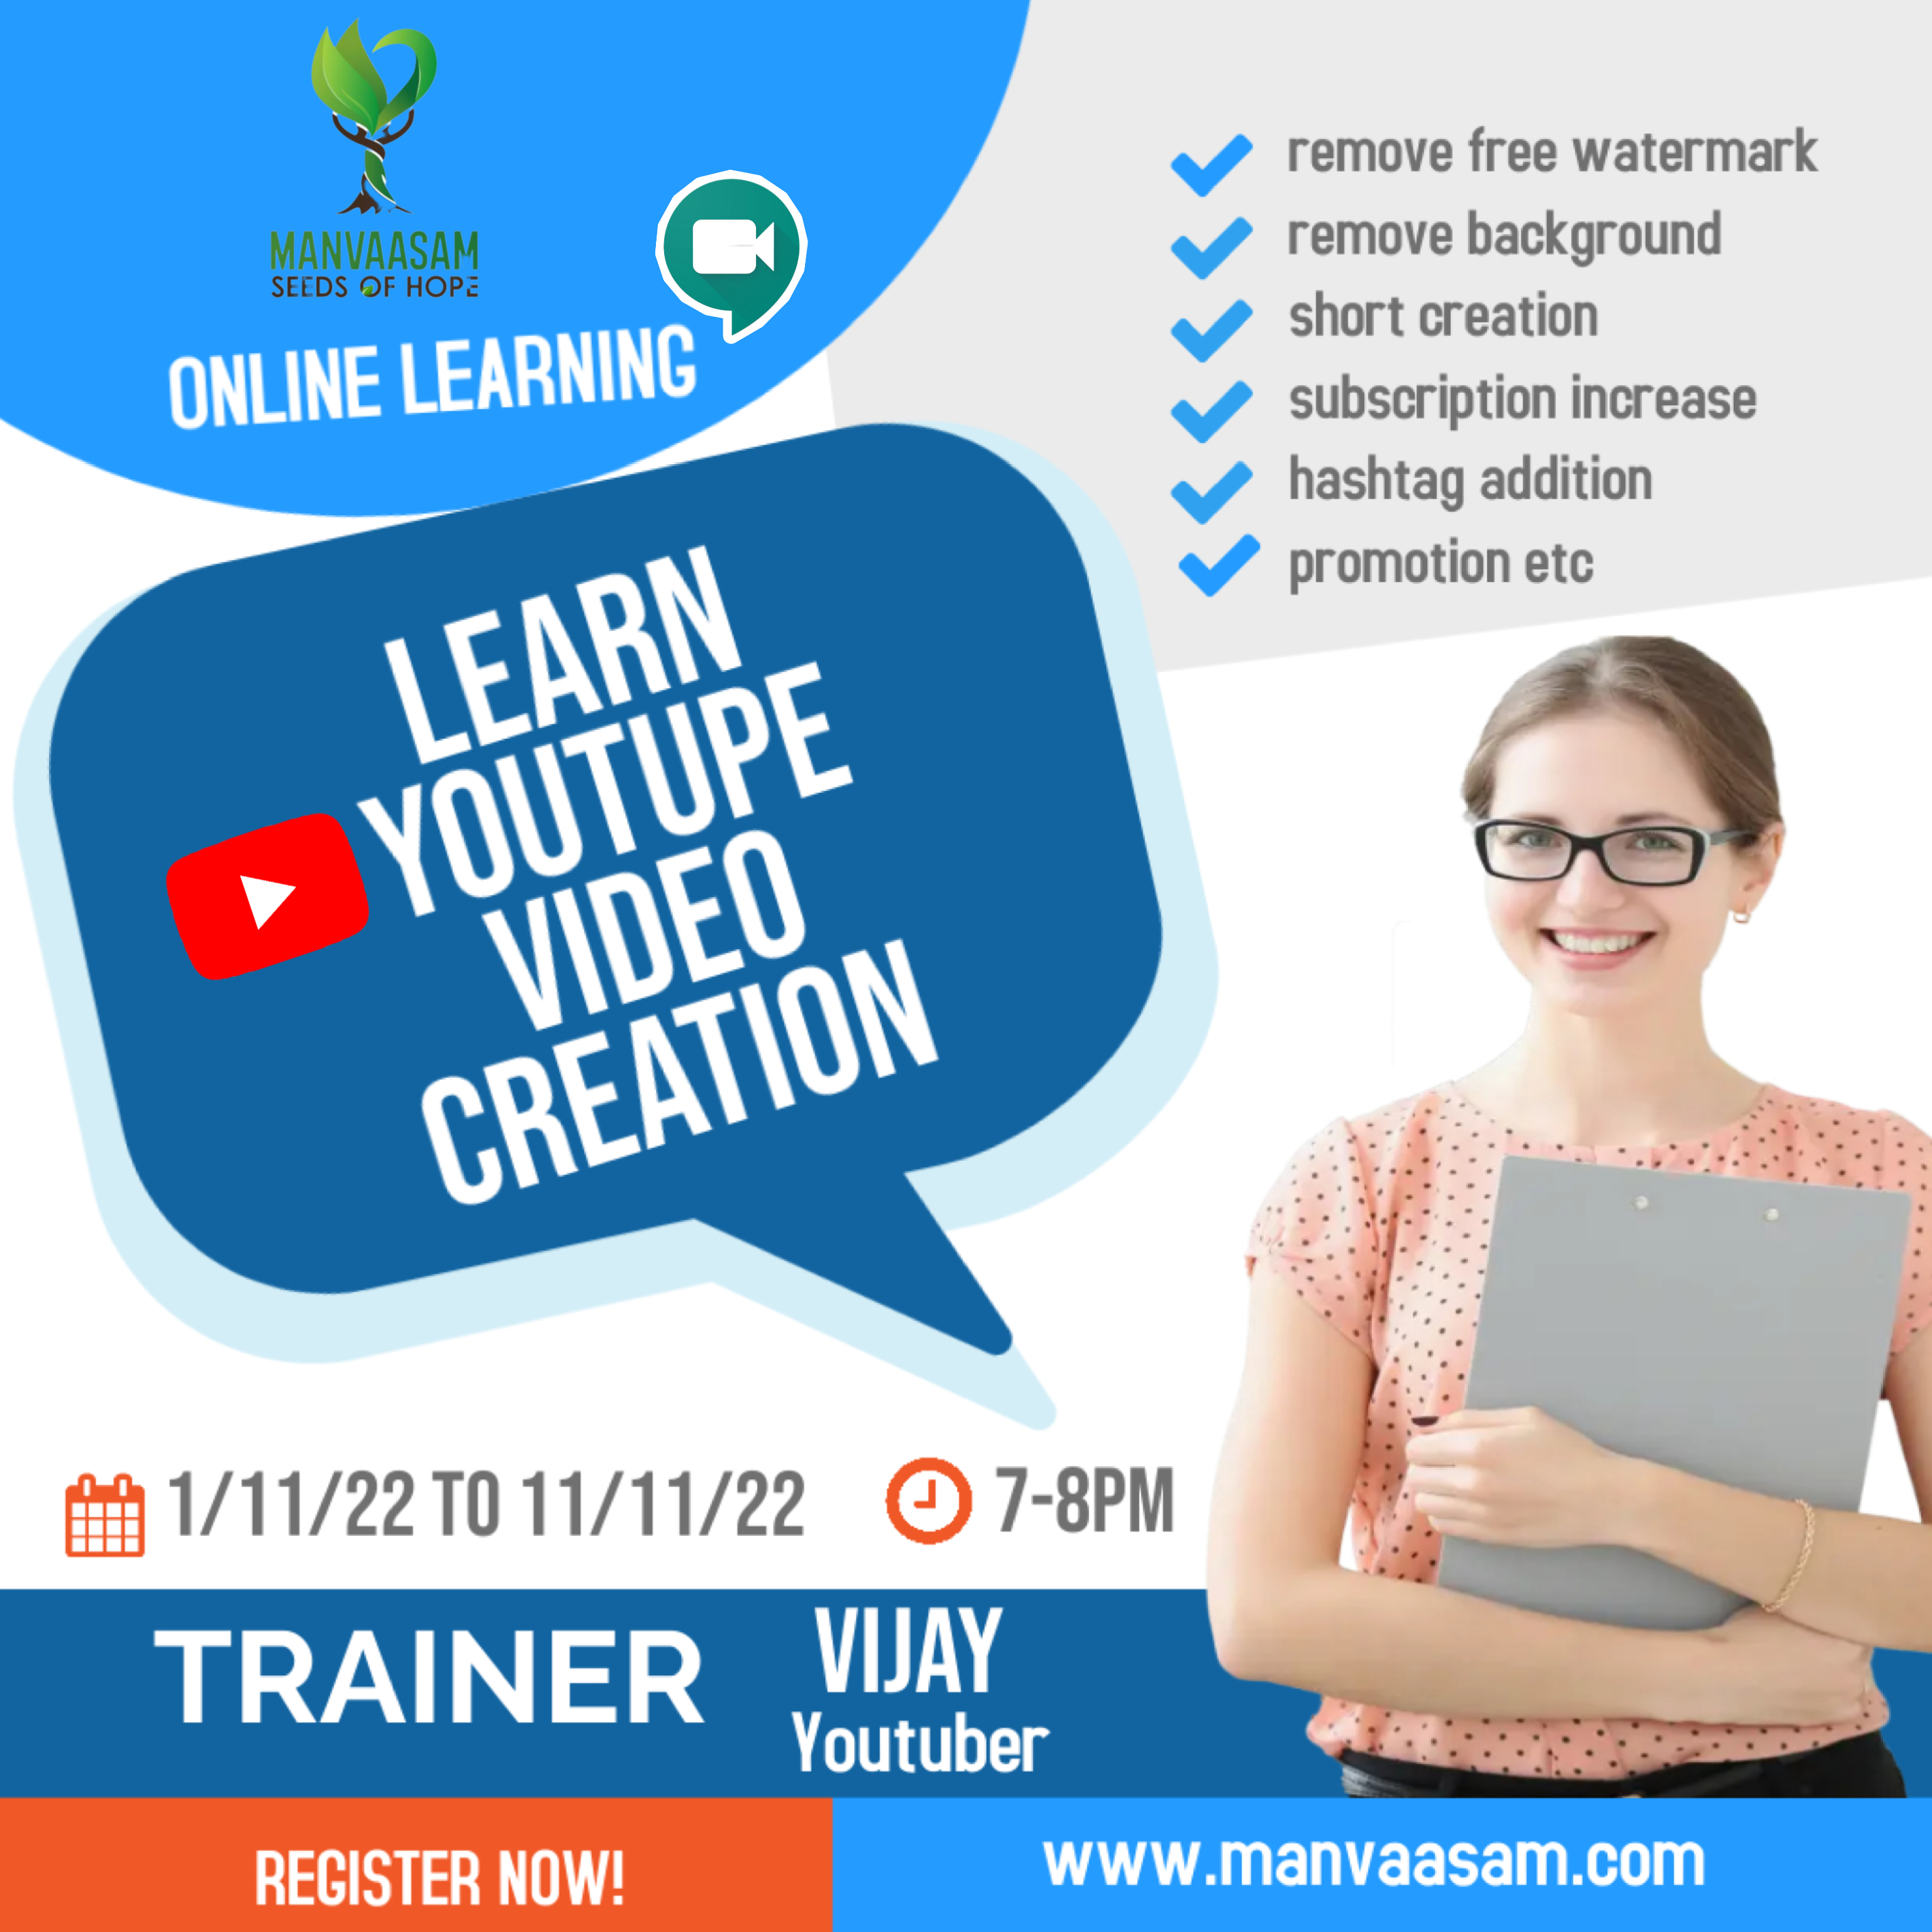 MANVAASAM
SEEDS OF HOPE
ONLINE LEARNING
remove free watermark
remove background
short creation
subscription increase
hashtag addition
promotion etc
LEARN
YOUTUPE
VIDEO
CREATION
1/11/22 TO 11/11/22
7-8PM
TRAINER
VIJAY
Youtuber
REGISTER NOW!
www.manvaasam.com